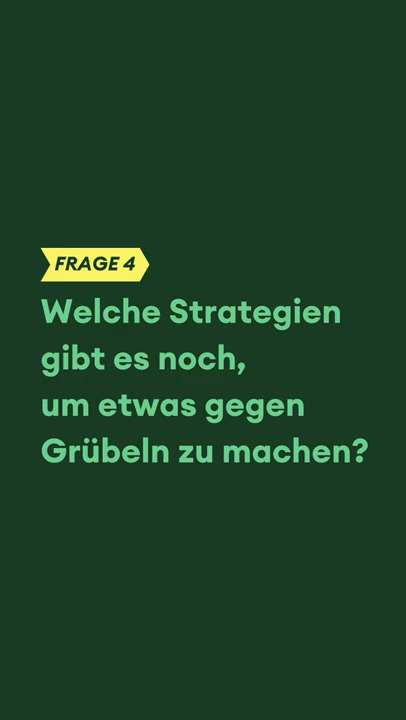 FRAGE 4
Welche Strategien
gibt es noch,
um etwas gegen
Grübeln zu machen?